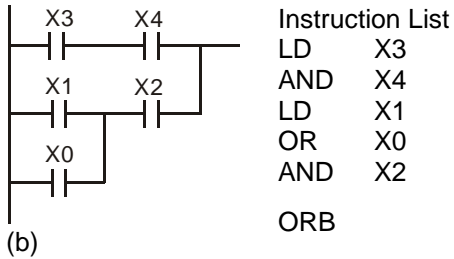 X3 X4
X1 X2
X0
(b)
Instruction List
LD X3
AND X4
LD X1
OR X0
AND X2
ORB